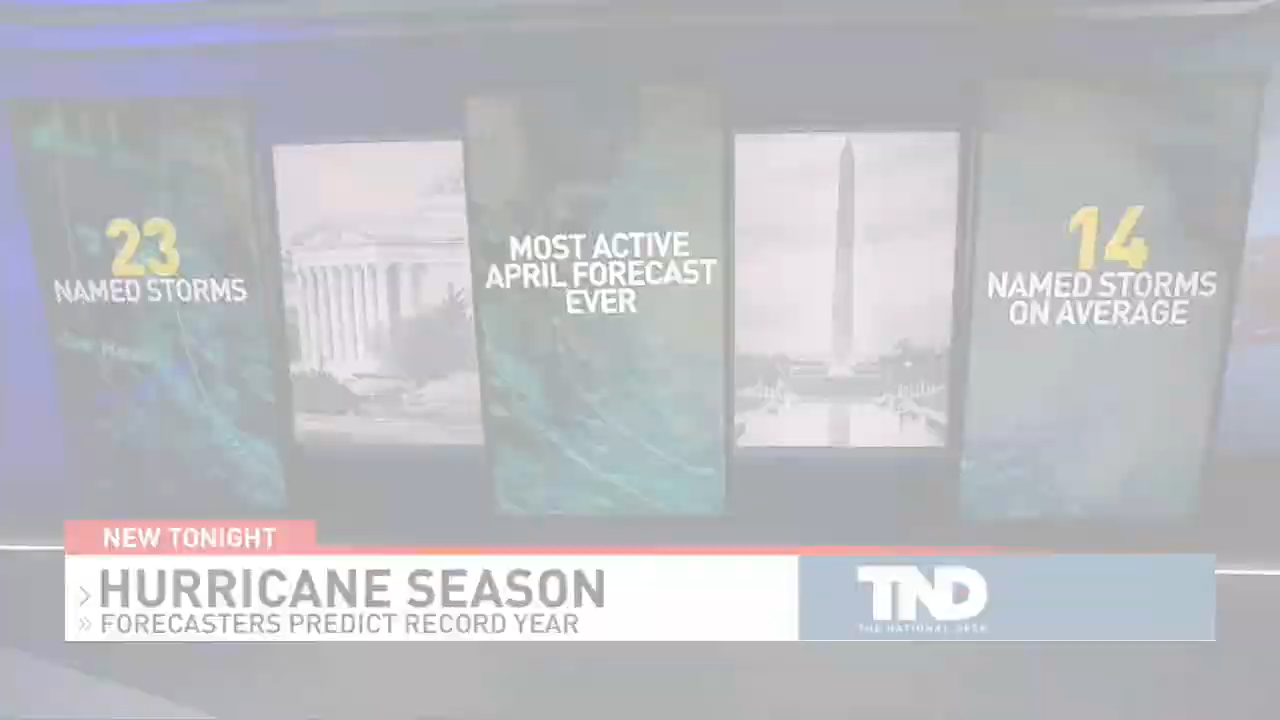 23
NAMED STORMS
MOST ACTIVE
APRIL FORECAST
EVER
14
NAMED STORMS
ON AVERAGE
NEW TONIGHT
HURRICANE SEASON
FORECASTERS PREDICT RECORD YEAR
TND
THE NATIONAL DESK